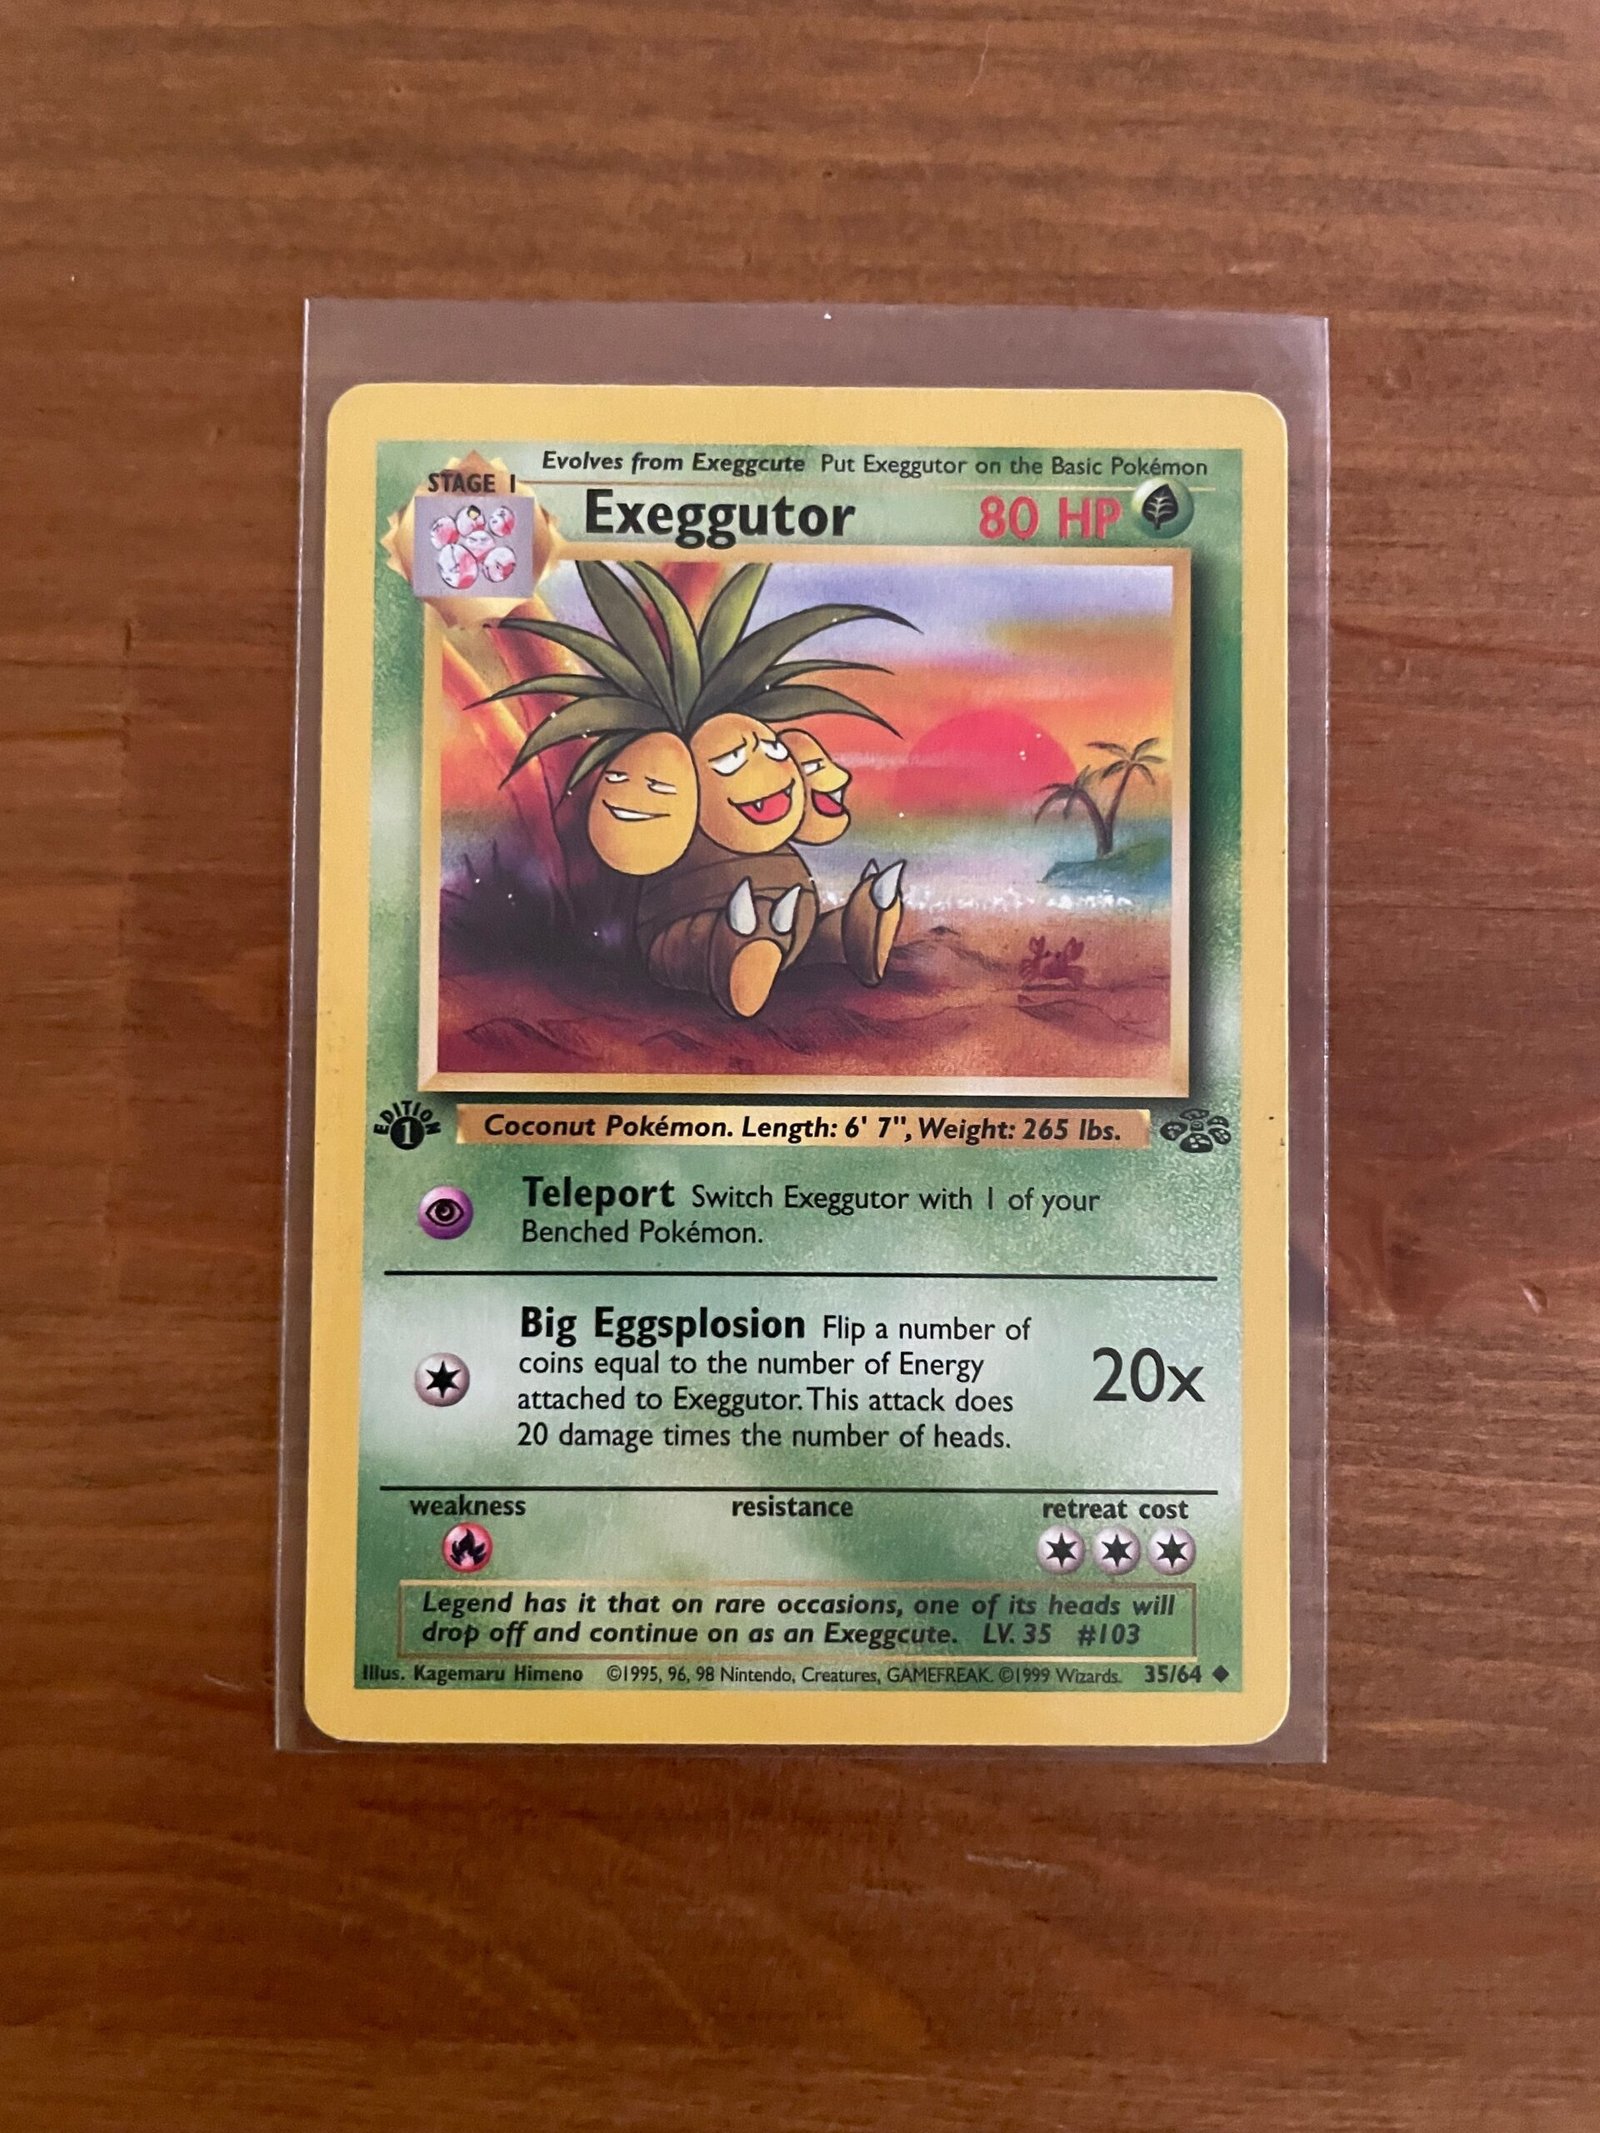 Evolves from Exeggcute Put Exeggutor on the Basic Pokémon
STAGE 1
Exeggutor 80 HP
EDITION 1
Coconut Pokémon. Length: 6' 7", Weight: 265 lbs.
Teleport Switch Exeggutor with 1 of your
Benched Pokémon.
Big Eggsplosion Flip a number of
coins equal to the number of Energy
attached to Exeggutor. This attack does
20 damage times the number of heads.
20x
weakness resistance retreat cost
Legend has it that on rare occasions, one of its heads will
drop off and continue on as an Exeggcute. LV. 35 #103
Illus. Kagemaru Himeno ©1995, 96, 98 Nintendo, Creatures, GAMEFREAK. ©1999 Wizards. 35/64